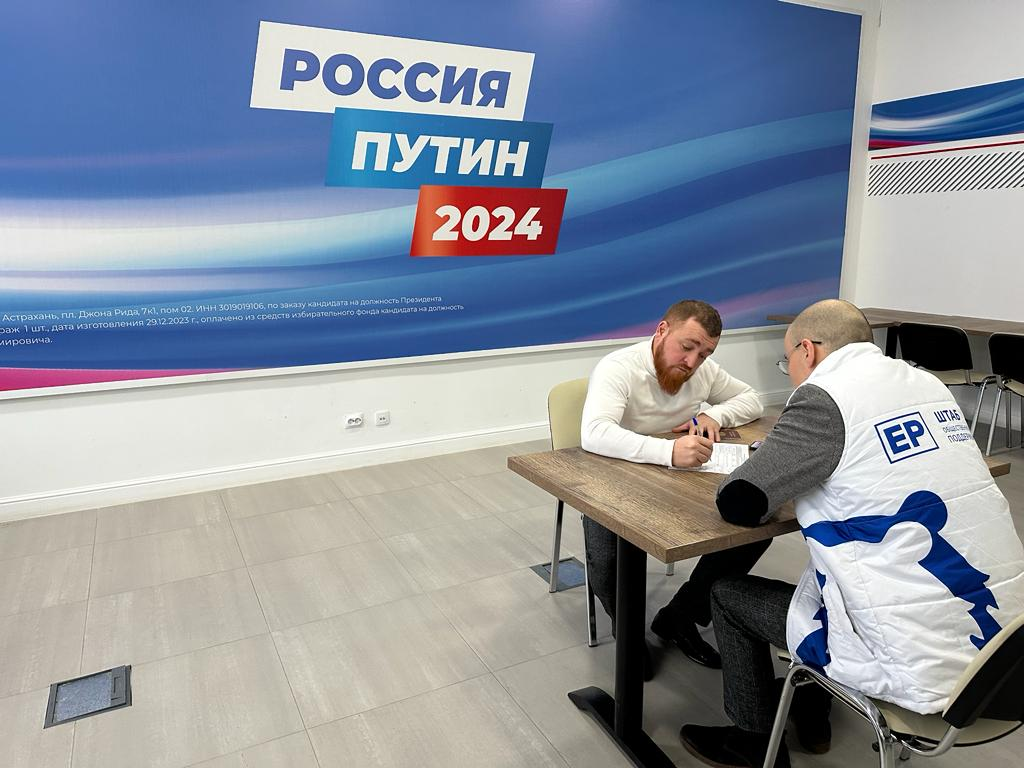 РОССИЯ
ПУТИН
2024
Астрахань, пл. Джона Рида, 7к1, пом 02. ИНН 3019019106, по заказу кандидата на должность Президента
раж 1 шт., дата изготовления 29.12.2023 г., оплачено из средств избирательного фонда кандидата на должность
мировича.
ЕР
ШТАБ